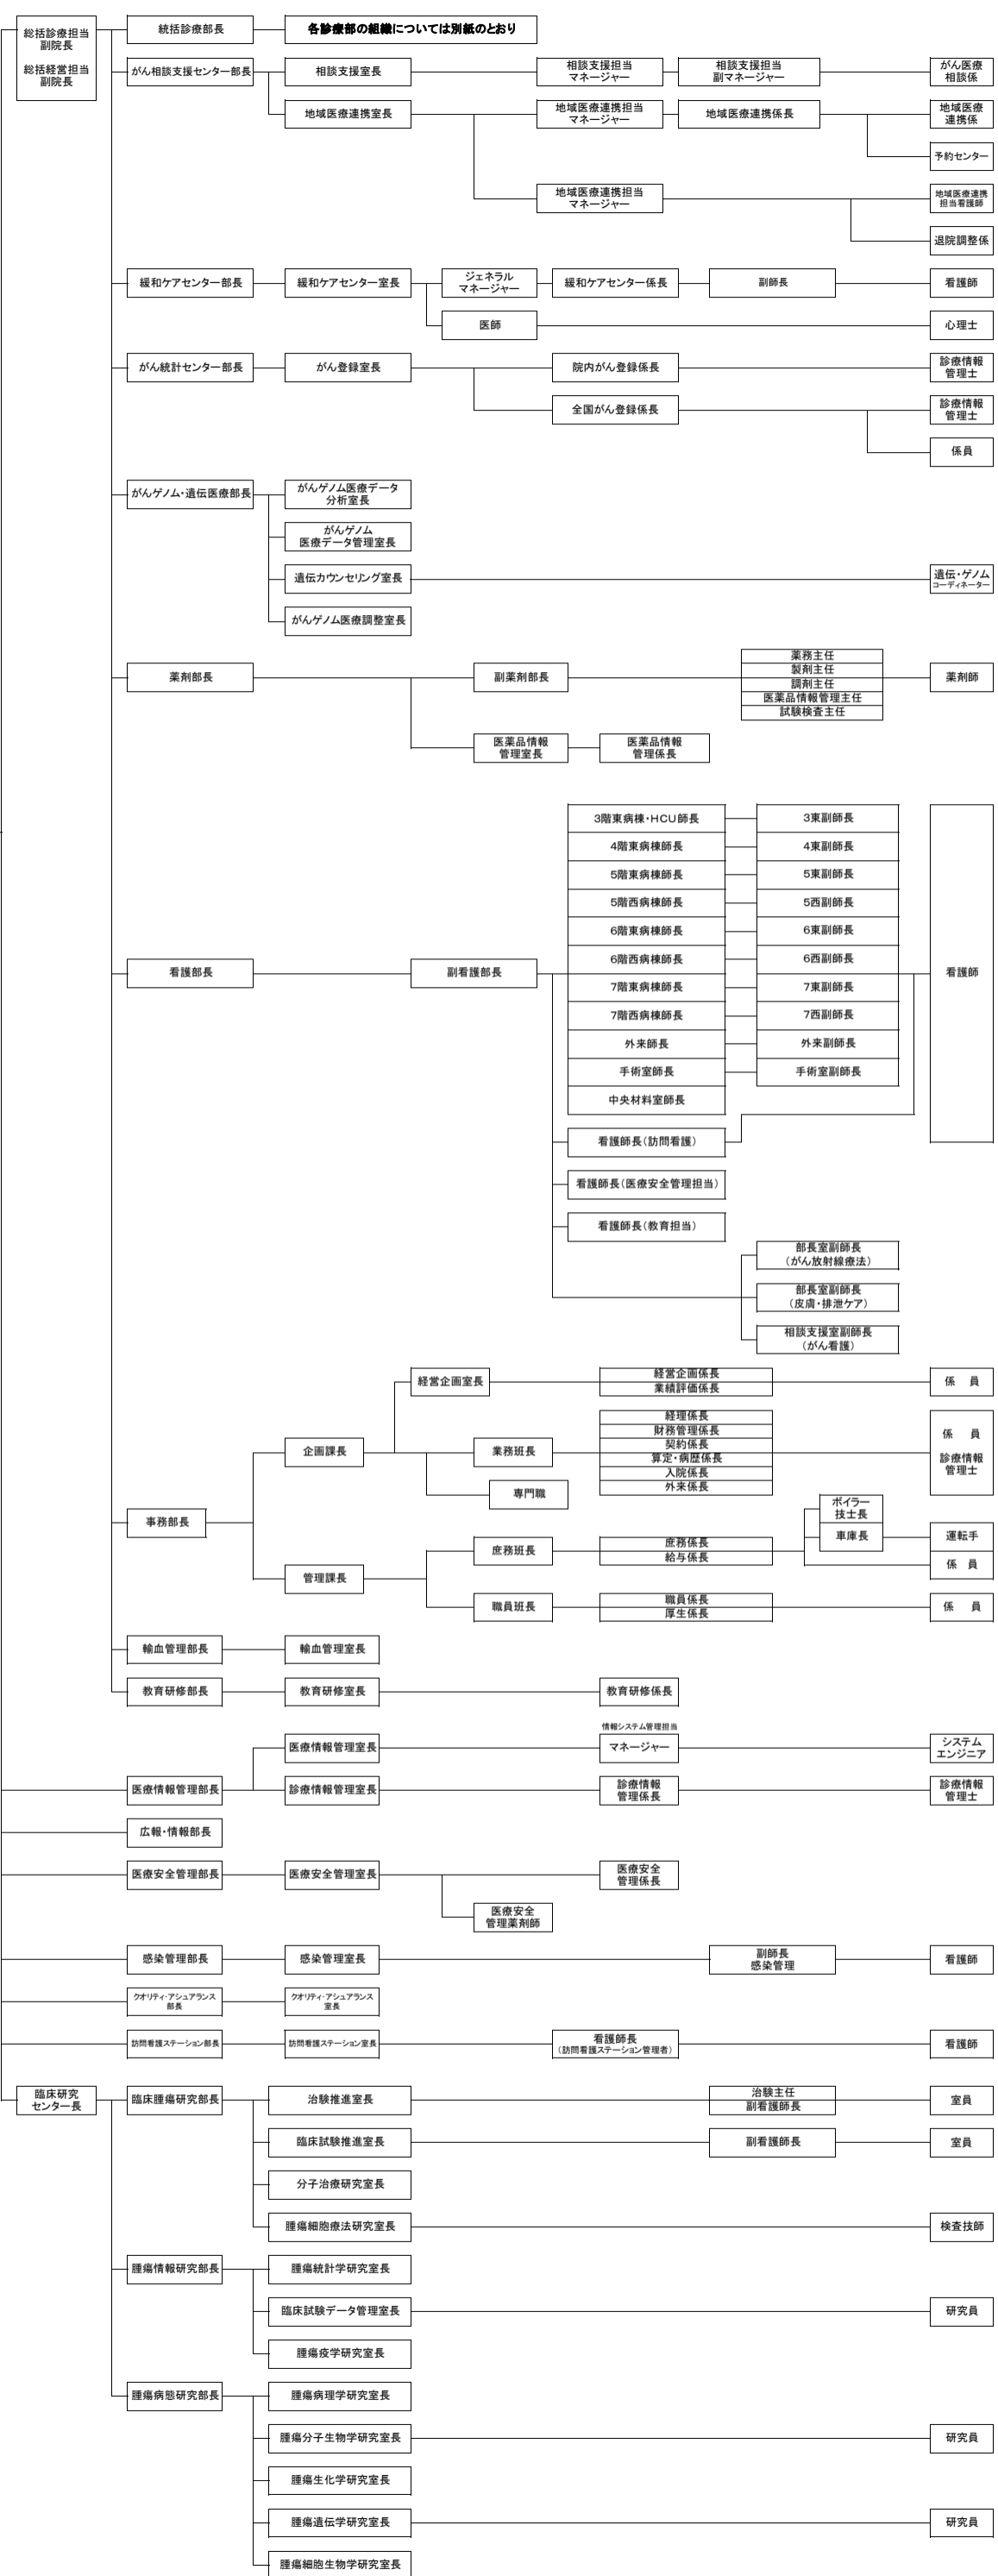 総括診療担当
副院長
総括経営担当
副院長
統括診療部長
各診療部の組織については別紙のとおり
がん相談支援センター部長
相談支援室長
相談支援担当
マネージャー
相談支援担当
副マネージャー
がん医療
相談係
地域医療連携室長
地域医療連携担当
マネージャー
地域医療連携係長
地域医療
連携係
予約センター
地域医療連携担当
マネージャー
地域医療連携
担当看護師
退院調整係
緩和ケアセンター部長
緩和ケアセンター室長
ジェネラル
マネージャー
緩和ケアセンター係長
副師長
看護師
医師
心理士
がん統計センター部長
がん登録室長
院内がん登録係長
診療情報
管理士
全国がん登録係長
診療情報
管理士
係員
がんゲノム・遺伝医療部長
がんゲノム医療データ
分析室長
がんゲノム
医療データ管理室長
遺伝カウンセリング室長
遺伝・ゲノム
コーディネーター
がんゲノム医療調整室長
薬剤部長
副薬剤部長
薬務主任
製剤主任
調剤主任
医薬品情報管理主任
試験検査主任
薬剤師
医薬品情報
管理室長
医薬品情報
管理係長
3階東病棟・HCU師長
3東副師長
4階東病棟師長
4東副師長
5階東病棟師長
5東副師長
5階西病棟師長
5西副師長
6階東病棟師長
6東副師長
6階西病棟師長
6西副師長
看護部長
副看護部長
看護師
7階東病棟師長
7東副師長
7階西病棟師長
7西副師長
外来師長
外来副師長
手術室師長
手術室副師長
中央材料室師長
看護師長(訪問看護)
看護師長(医療安全管理担当)
看護師長(教育担当)
部長室副師長
(がん放射線療法)
部長室副師長
(皮膚・排泄ケア)
相談支援室副師長
(がん看護)
経営企画室長
経営企画係長
業績評価係長
係 員
企画課長
業務班長
経理係長
財務管理係長
契約係長
算定・病歴係長
入院係長
外来係長
係 員
診療情報
管理士
専門職
事務部長
ボイラー
技士長
車庫長
運転手
庶務班長
庶務係長
給与係長
係 員
管理課長
職員班長
職員係長
厚生係長
係 員
輸血管理部長
輸血管理室長
教育研修部長
教育研修室長
教育研修係長
医療情報管理室長
情報システム管理担当
マネージャー
システム
エンジニア
医療情報管理部長
診療情報管理室長
診療情報
管理係長
診療情報
管理士
広報・情報部長
医療安全管理部長
医療安全管理室長
医療安全
管理係長
医療安全
管理薬剤師
感染管理部長
感染管理室長
副師長
感染管理
看護師
クオリティ・アシュアランス
部長
クオリティ・アシュアランス
室長
訪問看護ステーション部長
訪問看護ステーション室長
看護師長
(訪問看護ステーション管理者)
看護師
臨床研究
センター長
臨床腫瘍研究部長
治験推進室長
治験主任
副看護師長
室員
臨床試験推進室長
副看護師長
室員
分子治療研究室長
腫瘍細胞療法研究室長
検査技師
腫瘍情報研究部長
腫瘍統計学研究室長
臨床試験データ管理室長
研究員
腫瘍疫学研究室長
腫瘍病態研究部長
腫瘍病理学研究室長
腫瘍分子生物学研究室長
研究員
腫瘍生化学研究室長
腫瘍遺伝学研究室長
研究員
腫瘍細胞生物学研究室長